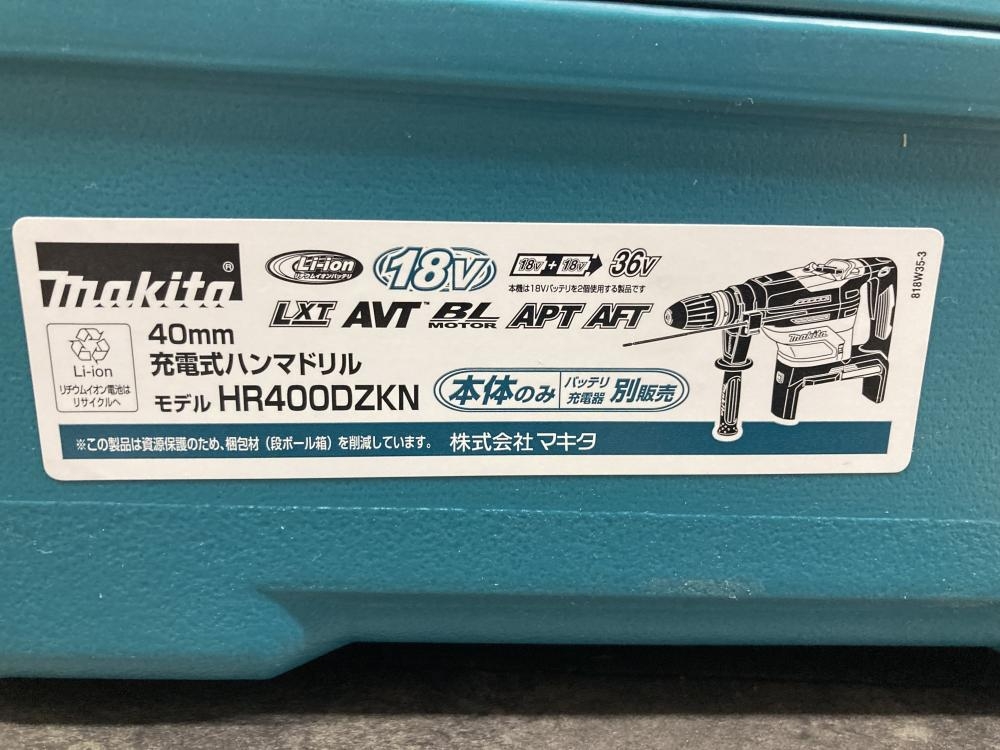 makita®
Li-ion
リチウムイオンバッテリ
18V
18V+18V→36V
本機は18Vバッテリを2個使用する製品です
LXT AVT™ BL MOTOR APT AFT
Li-ion
リチウムイオン電池は
リサイクルへ
40mm
充電式ハンマドリル
モデル HR400DZKN
本体のみ バッテリ 充電器 別販売
makita
818W35-3
※この製品は資源保護のため、梱包材（段ボール箱）を削減しています。 株式会社マキタ